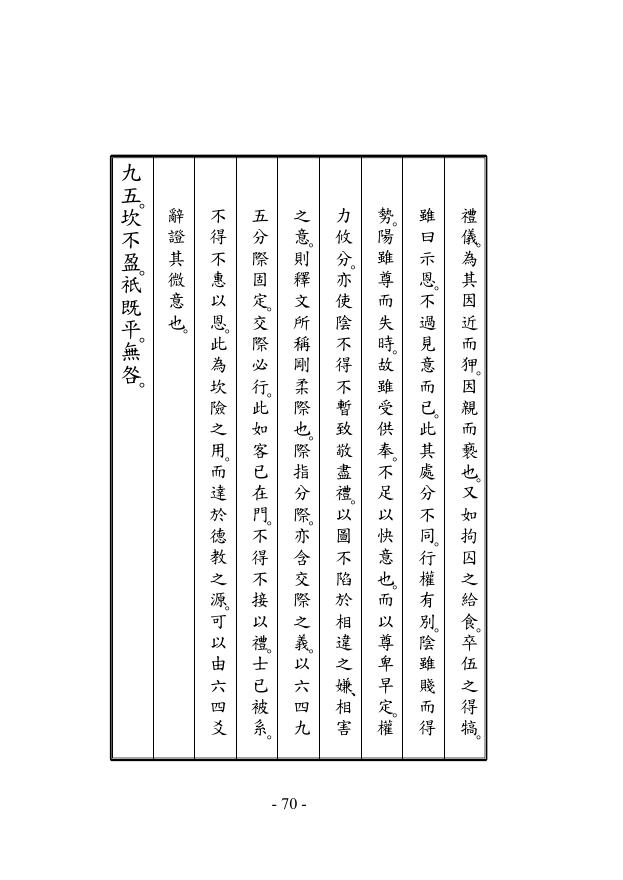 禮儀。為其因近而狎。因親而褻也。又如拘囚之給食。卒伍之得犒。
雖曰示恩。不過見意而已。此其處分不同。行權有別。陰雖賤而得
勢。陽雖尊而失時。故雖受供奉。不足以快意也。而以尊卑早定。權
力攸分。亦使陰不得不暫致敬盡禮。以圖不陷於相違之嫌、相害
之意。則釋文所稱剛柔際也。際指分際。亦含交際之義。以六四九
五分際固定。交際必行。此如客已在門。不得不接以禮。士已被系。
不得不惠以恩。此為坎險之用。而達於德教之源。可以由六四爻
辭證其微意也。
九五。坎不盈。祇既平。無咎。
- 70 -